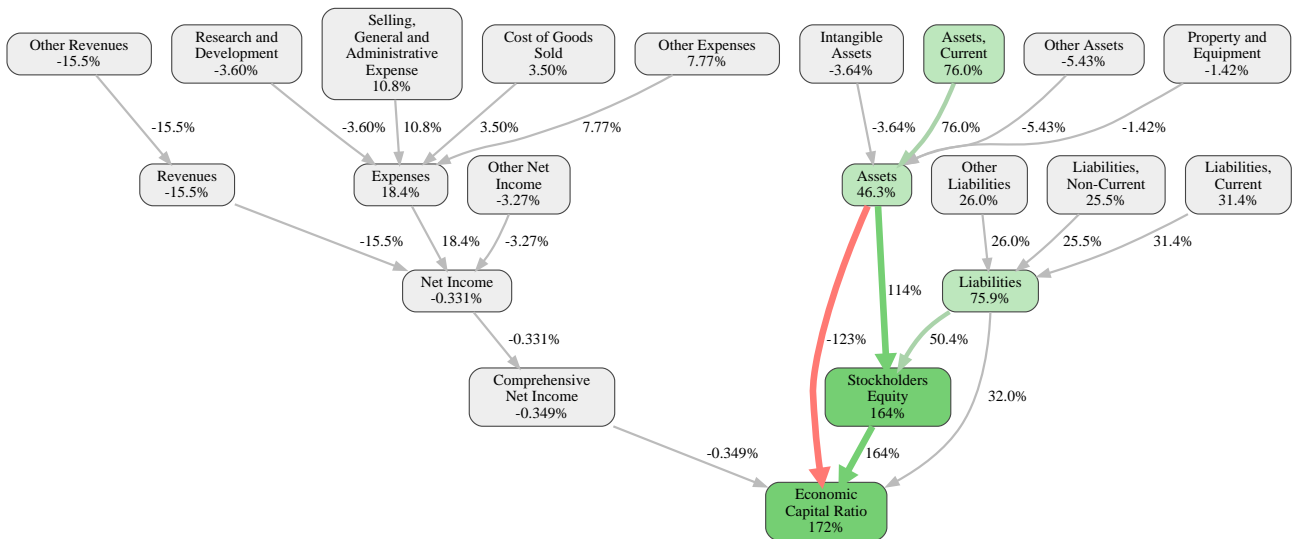 Other Revenues
-15.5%
Research and
Development
-3.60%
Selling,
General and
Administrative
Expense
10.8%
Cost of Goods
Sold
3.50%
Other Expenses
7.77%
Intangible
Assets
-3.64%
Assets,
Current
76.0%
Other Assets
-5.43%
Property and
Equipment
-1.42%
-15.5%
-3.60%
10.8%
3.50%
7.77%
-3.64%
76.0%
-5.43%
-1.42%
Revenues
-15.5%
Expenses
18.4%
Other Net
Income
-3.27%
Assets
46.3%
Other
Liabilities
26.0%
Liabilities,
Non-Current
25.5%
Liabilities,
Current
31.4%
-15.5%
18.4%
-3.27%
26.0%
25.5%
31.4%
Net Income
-0.331%
114%
Liabilities
75.9%
-0.331%
-123%
50.4%
Comprehensive
Net Income
-0.349%
Stockholders
Equity
164%
32.0%
-0.349%
164%
Economic
Capital Ratio
172%